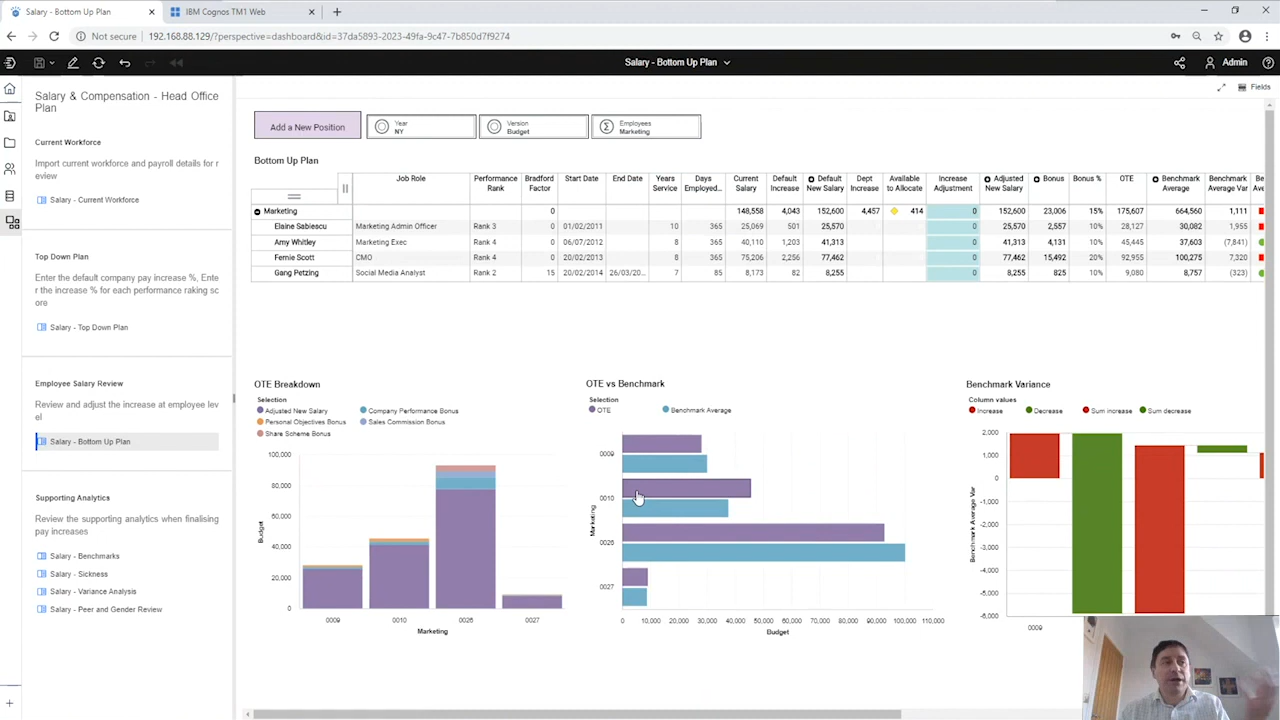 Salary - Bottom Up Plan
IBM Cognos TM1 Web
Not secure
192.168.88.129/?perspective=dashboard&id=37da5893-2023-49fa-9c47-7b850d7f9274
Salary - Bottom Up Plan
Admin
Fields
Salary & Compensation - Head Office
Plan
Current Workforce
Import current workforce and payroll details for r
eview
Salary - Current Workforce
Top Down Plan
Enter the default company pay increase %, Ente
r the increase % for each performance raking sc
ore
Salary - Top Down Plan
Employee Salary Review
Review and adjust the increase at employee lev
el
Salary - Bottom Up Plan
Supporting Analytics
Review the supporting analytics when finalising
pay increases
Salary - Benchmarks
Salary - Sickness
Salary - Variance Analysis
Salary - Peer and Gender Review
Add a New Position
Year
NY
Version
Budget
Employees
Marketing
Bottom Up Plan
Job Role Performance Rank Bradford Factor Start Date End Date Years Service Days Employed... Current Salary Default Increase Default New Salary Dept Increase Available to Allocate Increase Adjustment Adjusted New Salary Bonus Bonus % OTE Benchmark Average Benchmark Average Var
Marketing 0 148,558 4,043 152,600 4,457 414 0 152,600 23,006 15% 175,607 664,560 1,111
Elaine Sabiescu Marketing Admin Officer Rank 3 0 01/02/2011 10 365 25,069 501 25,570 0 25,570 2,557 10% 28,127 30,082 1,955
Amy Whitley Marketing Exec Rank 4 0 06/07/2012 8 365 40,110 1,203 41,313 0 41,313 4,131 10% 45,445 37,603 (7,841)
Fernie Scott CMO Rank 4 0 20/02/2013 8 365 75,206 2,256 77,462 0 77,462 15,492 20% 92,955 100,275 7,320
Gang Petzing Social Media Analyst Rank 2 15 20/02/2014 26/03/20... 7 85 8,173 82 8,255 0 8,255 825 10% 9,080 8,757 (323)
OTE Breakdown
Selection
Adjusted New Salary Company Performance Bonus
Personal Objectives Bonus Sales Commission Bonus
Share Scheme Bonus
100,000
80,000
60,000
40,000
20,000
0
Budget
0009 0010 0026 0027
Marketing
OTE vs Benchmark
Selection
OTE Benchmark Average
0009
0010
0026
0027
Marketing
0 10,000 20,000 30,000 40,000 50,000 60,000 70,000 80,000 90,000 100,000 110,000
Budget
Benchmark Variance
Column values
Increase Decrease Sum increase Sum decrease
2,000
1,000
0
-1,000
-2,000
-3,000
-4,000
-5,000
-6,000
Benchmark Average Var
0009